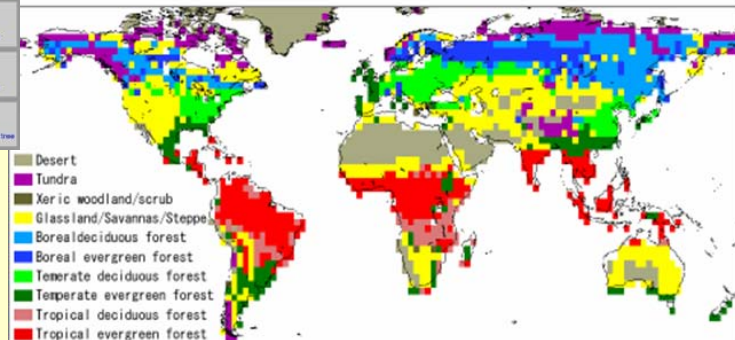 tree
Desert
Tundra
Xeric woodland/scrub
Glassland/Savannas/Steppe
Borealdeciduous forest
Boreal evergreen forest
Temerate deciduous forest
Temperate evergreen forest
Tropical deciduous forest
Tropical evergreen forest